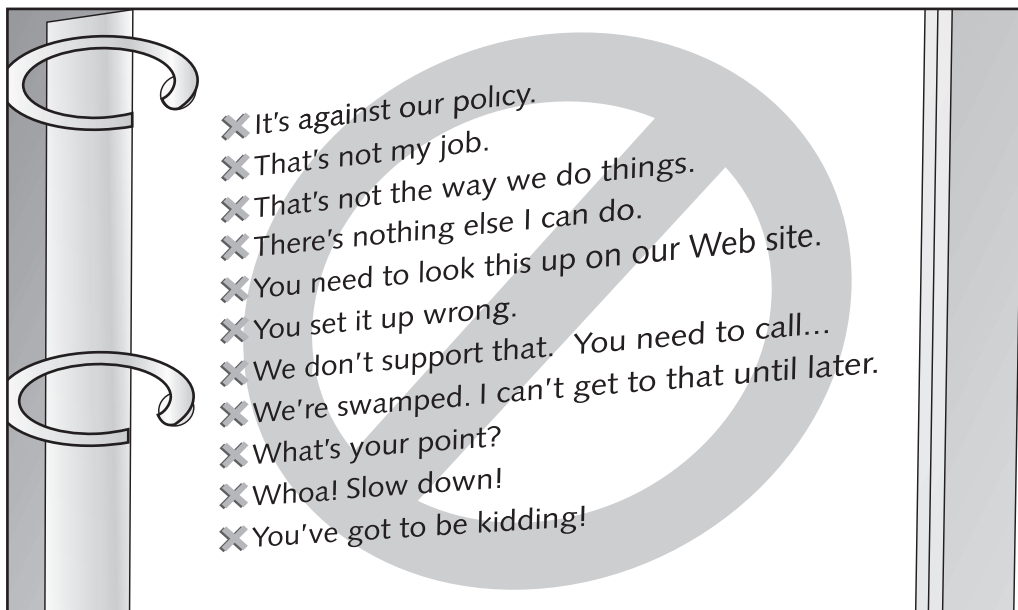 It's against our policy.
That's not my job.
That's not the way we do things.
There's nothing else I can do.
You need to look this up on our Web site.
You set it up wrong.
We don't support that. You need to call...
We're swamped. I can't get to that until later.
What's your point?
Whoa! Slow down!
You've got to be kidding!